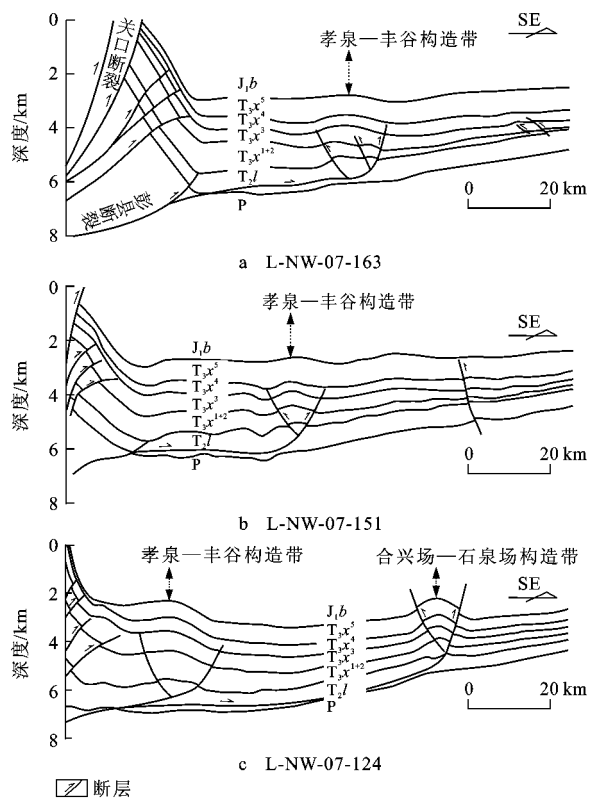 0
2
4
6
8
深度/km
关口断裂
彭县断裂
孝泉—丰谷构造带
SE
J₁b
T₃x⁵
T₃x⁴
T₃x³
T₃x¹⁺²
T₂l
P
0 20 km
a L-NW-07-163
0
2
4
6
8
深度/km
孝泉—丰谷构造带
SE
J₁b
T₃x⁵
T₃x⁴
T₃x³
T₃x¹⁺²
T₂l
P
0 20 km
b L-NW-07-151
0
2
4
6
8
深度/km
孝泉—丰谷构造带
合兴场—石泉场构造带
SE
J₁b
T₃x⁵
T₃x⁴
T₃x³
T₃x¹⁺²
T₂l
P
0 20 km
c L-NW-07-124
断层